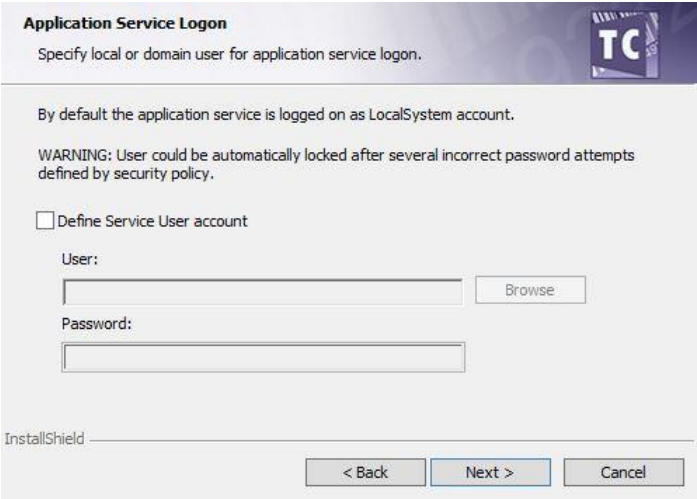 Application Service Logon
Specify local or domain user for application service logon.
TC
By default the application service is logged on as LocalSystem account.
WARNING: User could be automatically locked after several incorrect password attempts
defined by security policy.
Define Service User account
User:
Browse
Password:
InstallShield
< Back
Next >
Cancel